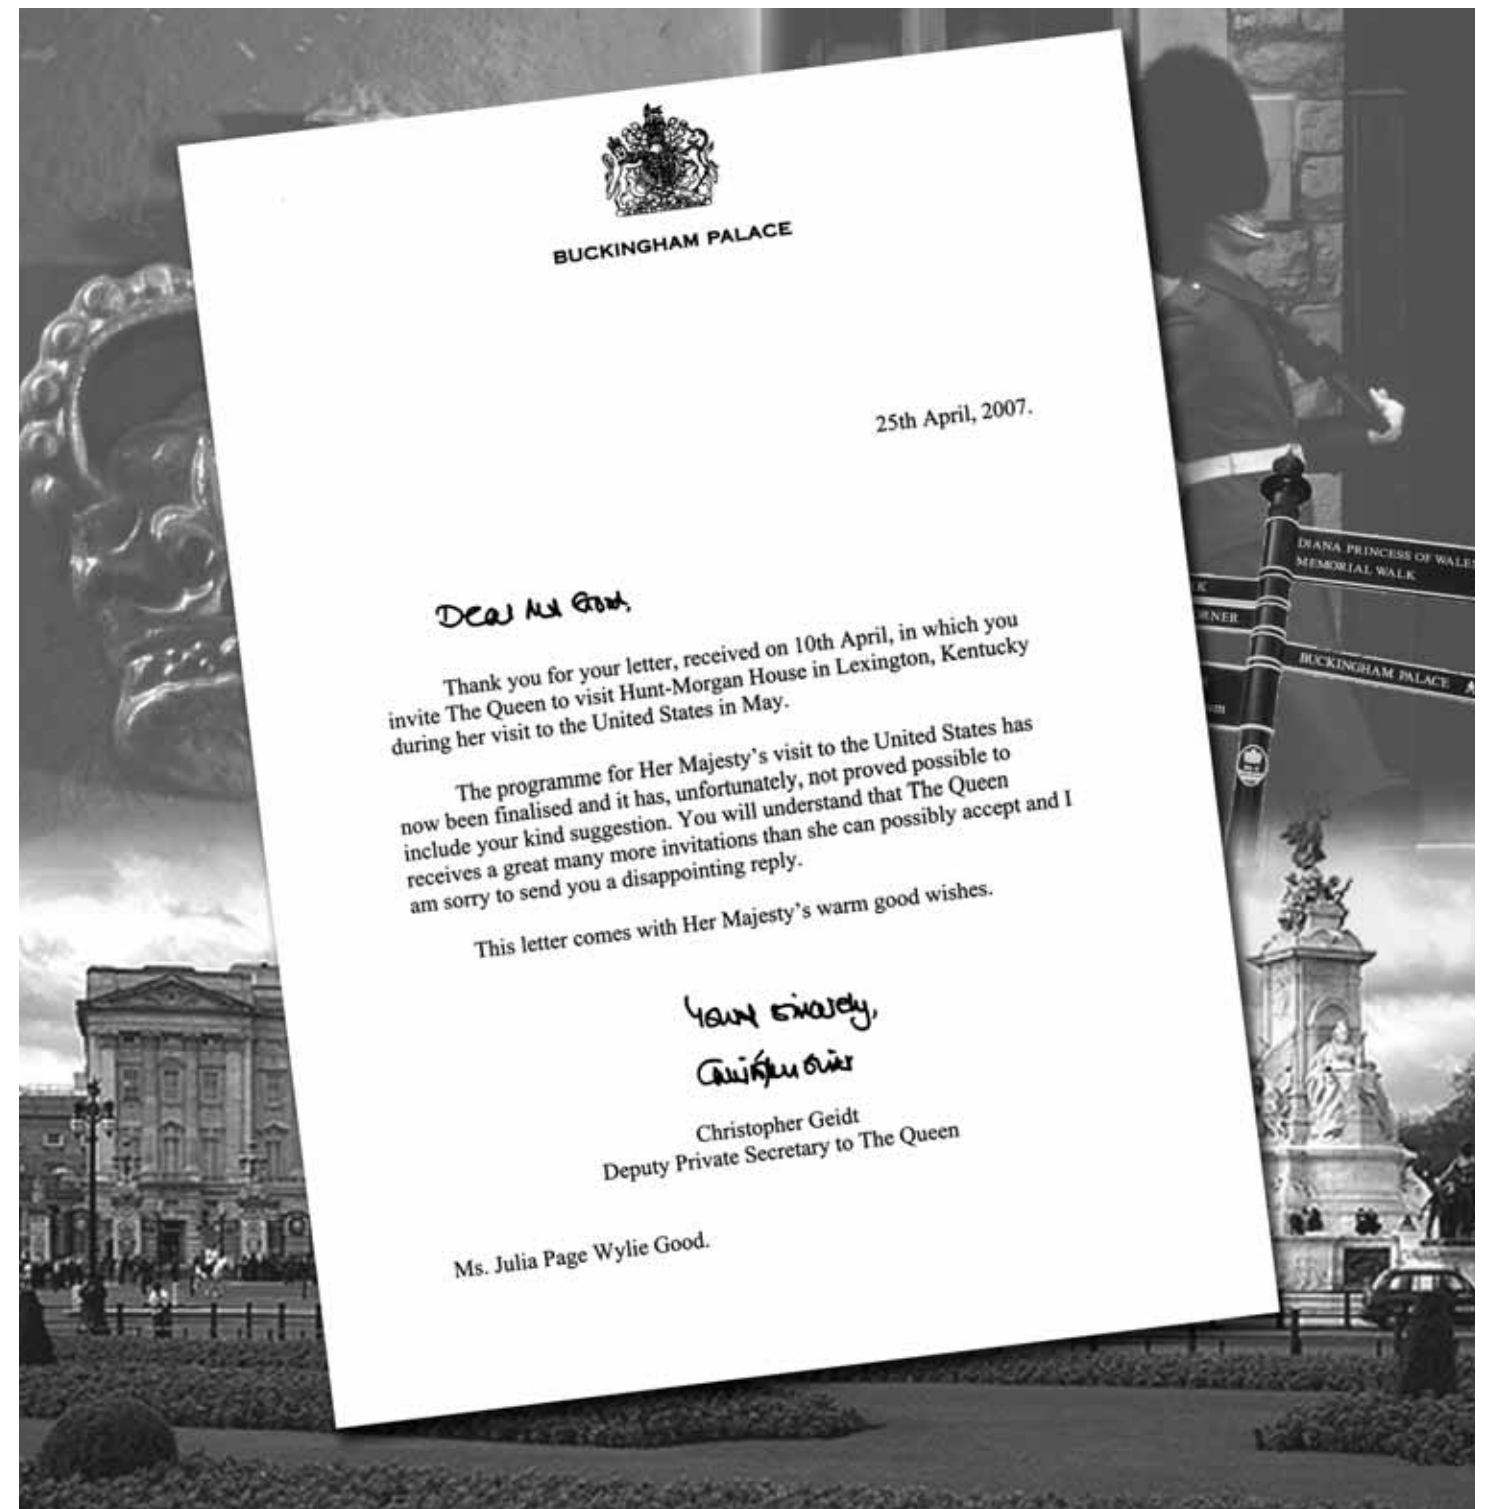 BUCKINGHAM PALACE
25th April, 2007.
Dear Ms Good,
Thank you for your letter, received on 10th April, in which you
invite The Queen to visit Hunt-Morgan House in Lexington, Kentucky
during her visit to the United States in May.
The programme for Her Majesty's visit to the United States has
now been finalised and it has, unfortunately, not proved possible to
include your kind suggestion. You will understand that The Queen
receives a great many more invitations than she can possibly accept and I
am sorry to send you a disappointing reply.
This letter comes with Her Majesty's warm good wishes.
Yours sincerely,
Christopher Geidt
Christopher Geidt
Deputy Private Secretary to The Queen
Ms. Julia Page Wylie Good.
DIANA PRINCESS OF WALES
MEMORIAL WALK
BUCKINGHAM PALACE